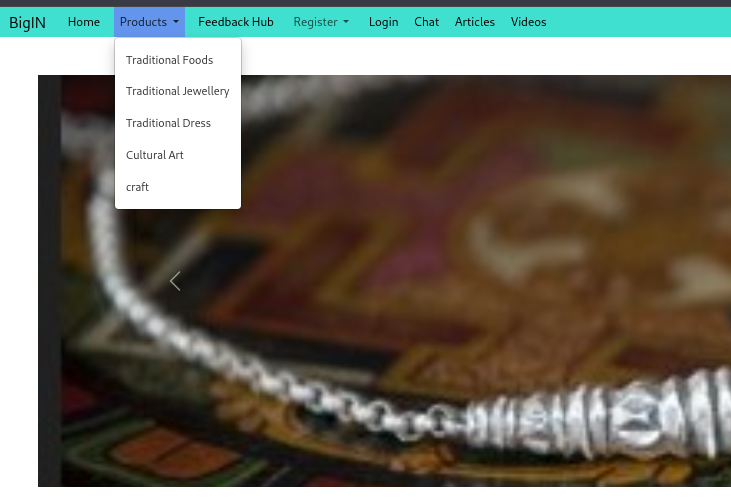 BigIN Home Products Feedback Hub Register Login Chat Articles Videos
Traditional Foods
Traditional Jewellery
Traditional Dress
Cultural Art
craft